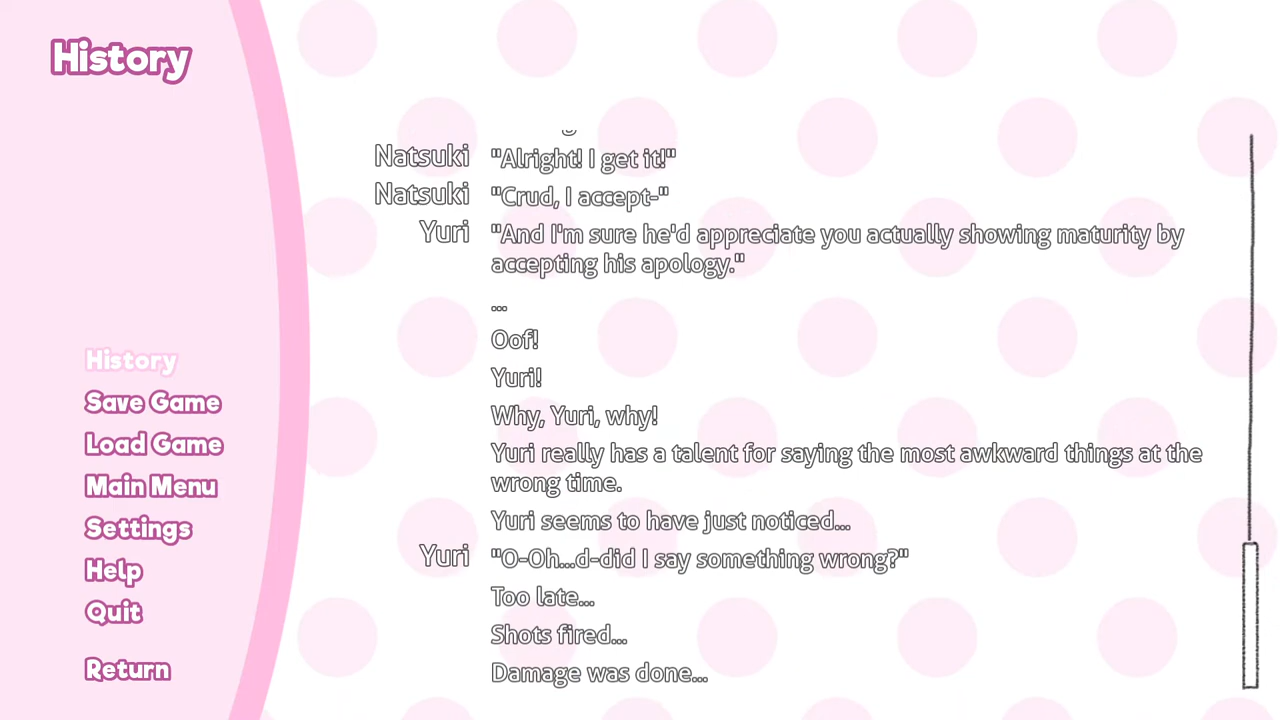 History
Natsuki "Alright! I get it!"
Natsuki "Crud, I accept-"
Yuri "And I'm sure he'd appreciate you actually showing maturity by
accepting his apology."
...
Oof!
Yuri!
Why, Yuri, why!
Yuri really has a talent for saying the most awkward things at the
wrong time.
Yuri seems to have just noticed...
Yuri "O-Oh...d-did I say something wrong?"
Too late...
Shots fired...
Damage was done...
History
Save Game
Load Game
Main Menu
Settings
Help
Quit
Return